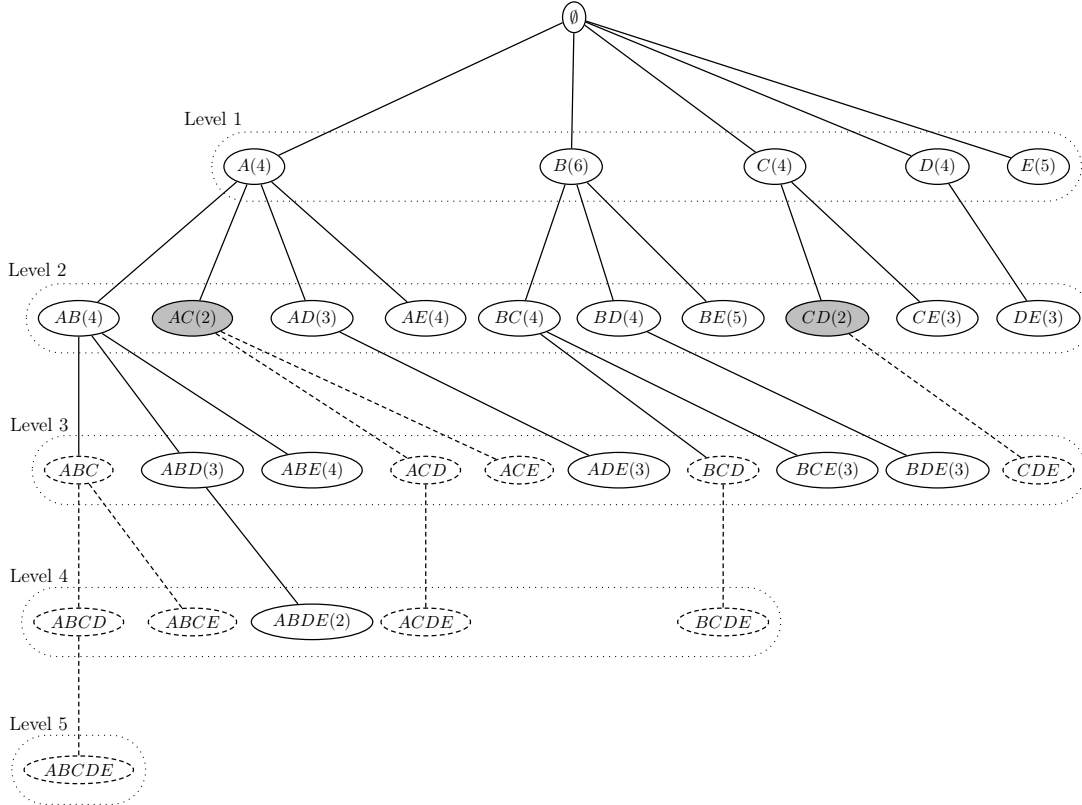 ∅
Level 1
A(4) B(6) C(4) D(4) E(5)
Level 2
AB(4) AC(2) AD(3) AE(4) BC(4) BD(4) BE(5) CD(2) CE(3) DE(3)
Level 3
ABC ABD(3) ABE(4) ACD ACE ADE(3) BCD BCE(3) BDE(3) CDE
Level 4
ABCD ABCE ABDE(2) ACDE BCDE
Level 5
ABCDE